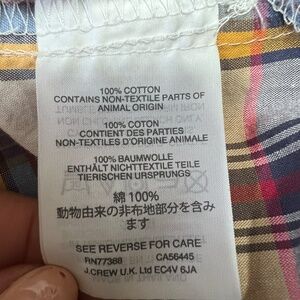 100% COTTON
CONTAINS NON-TEXTILE PARTS OF
ANIMAL ORIGIN
100% COTON
CONTIENT DES PARTIES
NON-TEXTILES D'ORIGINE ANIMALE
100% BAUMWOLLE
ENTHÄLT NICHTTEXTILE TEILE
TIERISCHEN URSPRUNGS
綿 100%
動物由来の非布地部分を含み
ます
SEE REVERSE FOR CARE
RN77388 CA56445
J.CREW U.K. Ltd EC4V 6JA